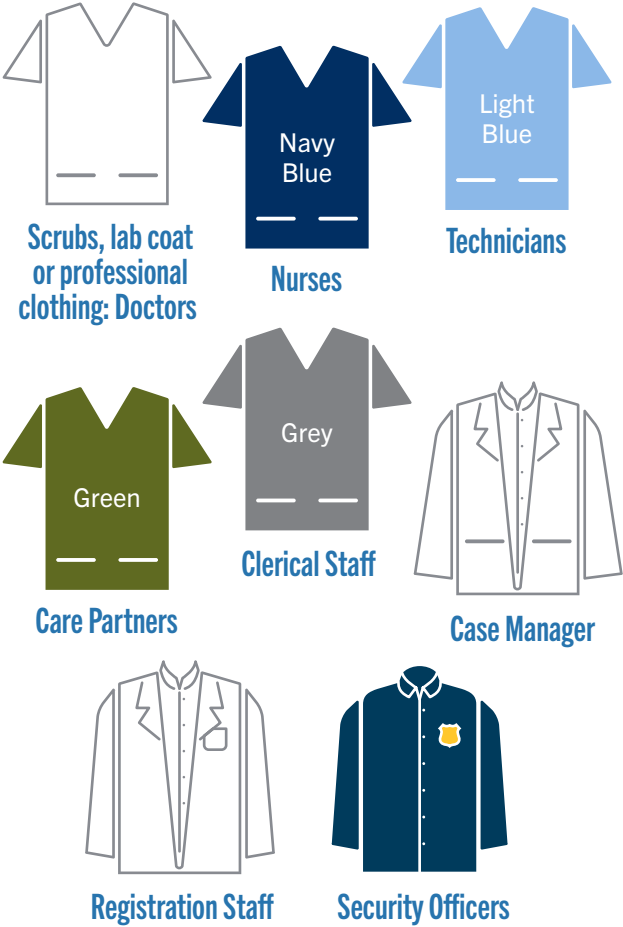 Scrubs, lab coat
or professional
clothing: Doctors
Navy
Blue
Nurses
Light
Blue
Technicians
Green
Care Partners
Grey
Clerical Staff
Case Manager
Registration Staff
Security Officers